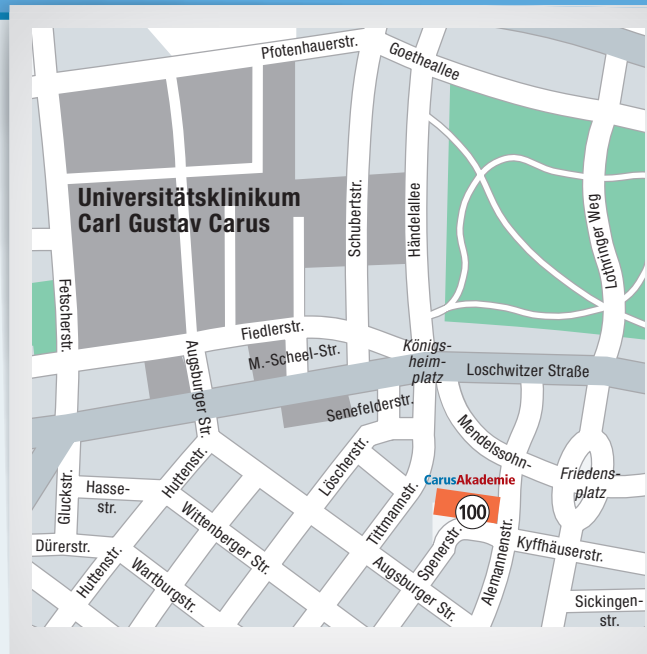 Pfotenhauerstr.
Goetheallee
Universitätsklinikum
Carl Gustav Carus
Schubertstr.
Händelallee
Lothringer Weg
Fetscherstr.
Fiedlerstr.
Augsburger Str.
M.-Scheel-Str.
Königs-
heim-
platz
Loschwitzer Straße
Senefelderstr.
Mendelssohn-
Löscherstr.
Huttenstr.
Gluckstr.
Hasse-
str.
CarusAkademie
100
Friedens-
platz
Tittmannstr.
Wittenberger Str.
Dürerstr.
Huttenstr.
Wartburgstr.
Augsburger Str.
Spenerstr.
Alemannenstr.
Kyffhäuserstr.
Sickingen-
str.